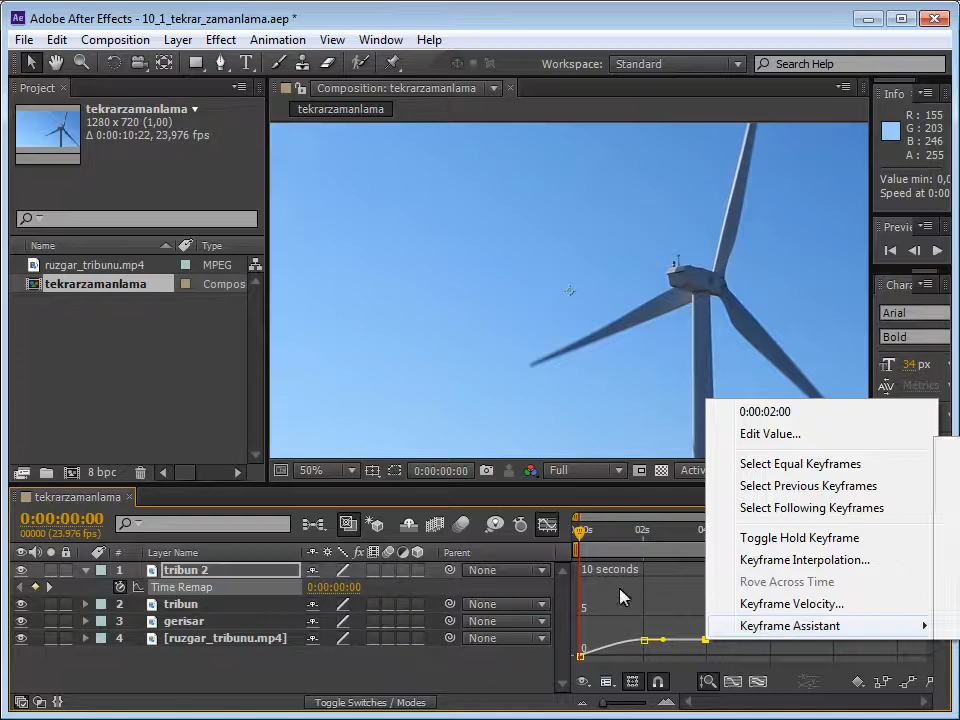 Ae Adobe After Effects - 10_1_tekrar_zamanlama.aep *
File Edit Composition Layer Effect Animation View Window Help
Workspace: Standard Search Help
Project
tekrarzamanlama
1280 x 720 (1,00)
Δ 0:00:10:22, 23,976 fps
Name Type
ruzgar_tribunu.mp4 MPEG
tekrarzamanlama Compos
8 bpc
Composition: tekrarzamanlama
tekrarzamanlama
50% 0:00:00:00 Full Activ
Info
R : 155
G : 203
B : 246
A : 255
Value min: 0,0
Speed at 0:00
Previe
Chara
Arial
Bold
34 px
Metrics
tekrarzamanlama
0:00:00:00
00000 (23.976 fps)
# Layer Name fx Parent
1 tribun 2 None
Time Remap 0:00:00:00
2 tribun None
3 gerisar None
4 [ruzgar_tribunu.mp4] None
Toggle Switches / Modes
02s
10 seconds
5
0
0:00:02:00
Edit Value...
Select Equal Keyframes
Select Previous Keyframes
Select Following Keyframes
Toggle Hold Keyframe
Keyframe Interpolation...
Rove Across Time
Keyframe Velocity...
Keyframe Assistant